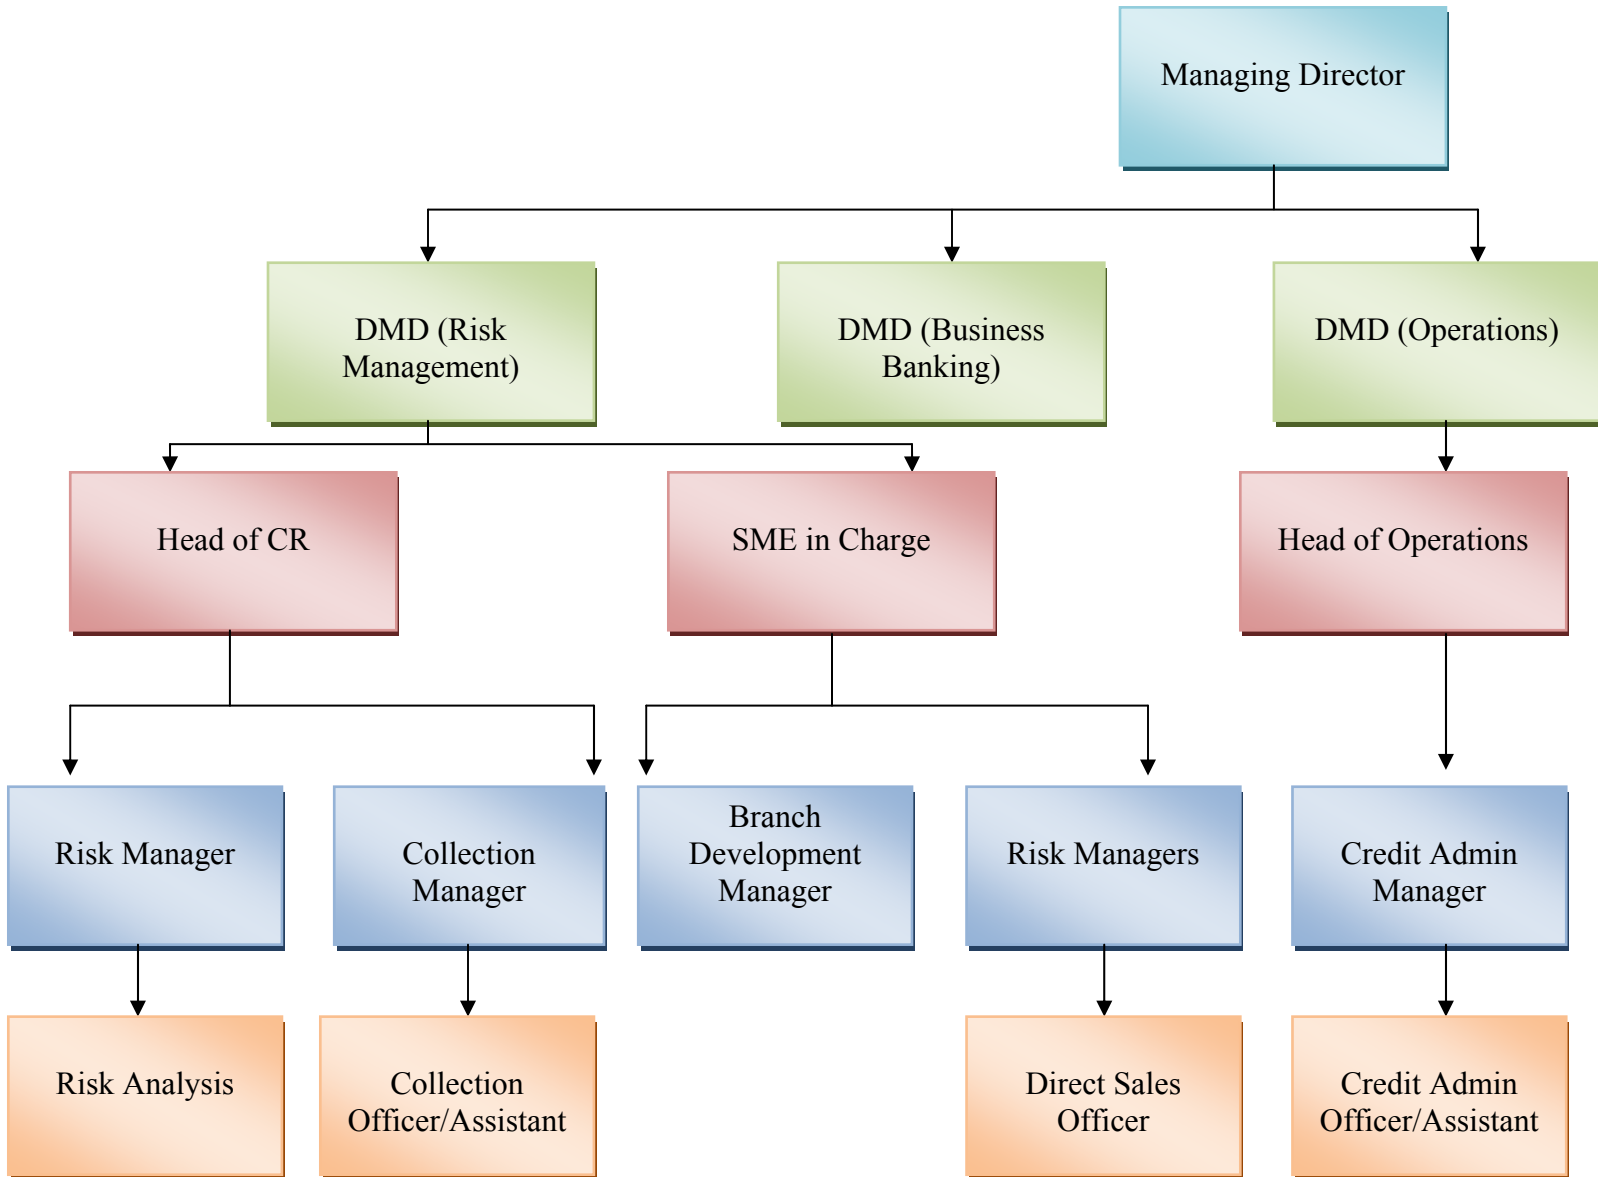 Managing Director
DMD (Risk
Management)
DMD (Business
Banking)
DMD (Operations)
Head of CR
SME in Charge
Head of Operations
Risk Manager
Collection
Manager
Branch
Development
Manager
Risk Managers
Credit Admin
Manager
Risk Analysis
Collection
Officer/Assistant
Direct Sales
Officer
Credit Admin
Officer/Assistant